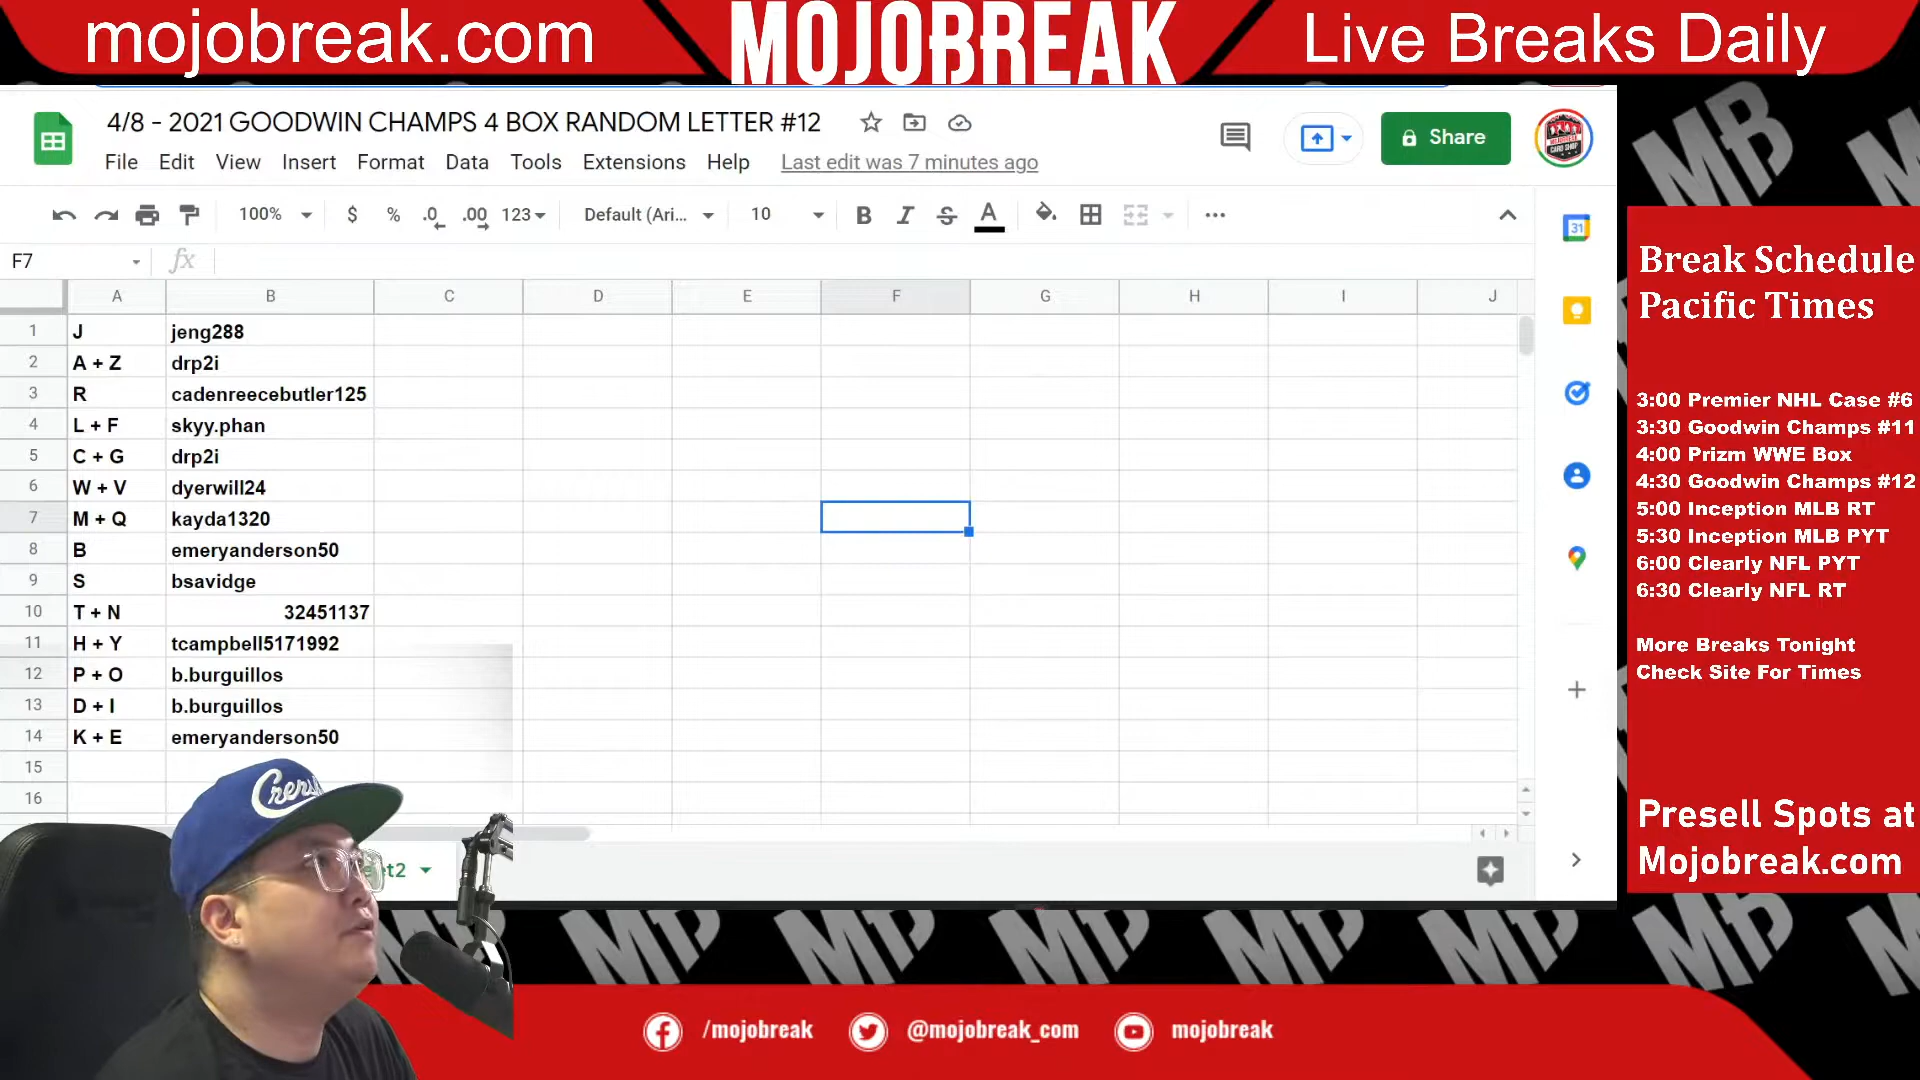 mojobreak.com
MOJOBREAK
Live Breaks Daily
4/8 - 2021 GOODWIN CHAMPS 4 BOX RANDOM LETTER #12
File Edit View Insert Format Data Tools Extensions Help Last edit was 7 minutes ago
Share
100% $ % .0 .00 123 Default (Ari... 10 B I S A ...
31
F7 fx
A B C D E F G H I J
1 J jeng288
2 A + Z drp2i
3 R cadenreecebutler125
4 L + F skyy.phan
5 C + G drp2i
6 W + V dyerwill24
7 M + Q kayda1320
8 B emeryanderson50
9 S bsavidge
10 T + N 32451137
11 H + Y tcampbell5171992
12 P + O b.burguillos
13 D + I b.burguillos
14 K + E emeryanderson50
15
16
et2
Break Schedule
Pacific Times
3:00 Premier NHL Case #6
3:30 Goodwin Champs #11
4:00 Prizm WWE Box
4:30 Goodwin Champs #12
5:00 Inception MLB RT
5:30 Inception MLB PYT
6:00 Clearly NFL PYT
6:30 Clearly NFL RT
More Breaks Tonight
Check Site For Times
Presell Spots at
Mojobreak.com
/mojobreak @mojobreak_com mojobreak